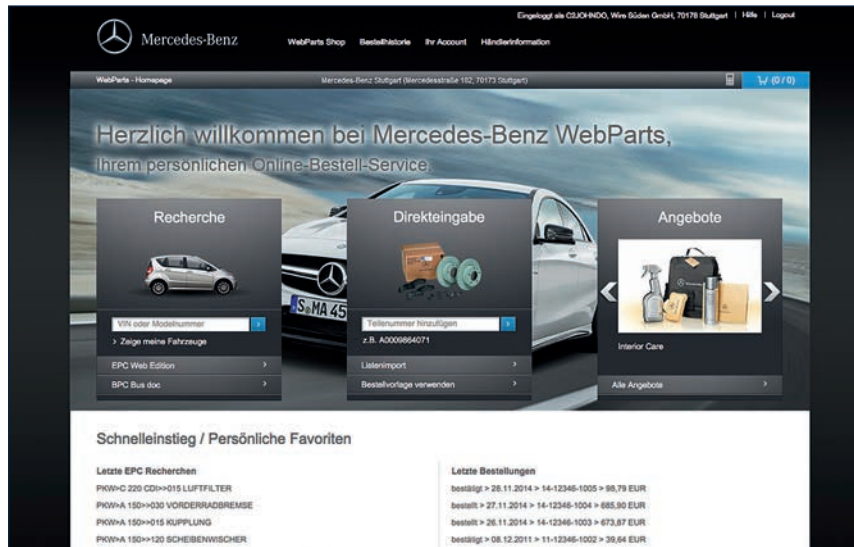 Eingeloggt als C2JOHNDO, Wire Süden GmbH, 70178 Stuttgart | Hilfe | Logout
Mercedes-Benz
WebParts Shop Bestellhistorie Ihr Account Händlerinformation
WebParts - Homepage
Mercedes-Benz Stuttgart (Mercedesstraße 102, 70173 Stuttgart)
(0 / 0)
Herzlich willkommen bei Mercedes-Benz WebParts,
Ihrem persönlichen Online-Bestell-Service.
Recherche
VIN oder Modelnummer
> Zeige meine Fahrzeuge
EPC Web Edition
BPC Bus doc
Direkteingabe
S MA 45
Teilenummer hinzufügen
z.B. A0009864071
Listenimport
Bestellvorlage verwenden
Angebote
Interior Care
Alle Angebote
Schnelleinstieg / Persönliche Favoriten
Letzte EPC Recherchen
PKW>C 220 CDI>>015 LUFTFILTER
PKW>A 150>>030 VORDERRADBREMSE
PKW>A 150>>015 KUPPLUNG
PKW>A 150>>120 SCHEIBENWISCHER
Letzte Bestellungen
bestätigt > 28.11.2014 > 14-12346-1005 > 98,79 EUR
bestellt > 27.11.2014 > 14-12346-1004 > 685,90 EUR
bestellt > 26.11.2014 > 14-12346-1003 > 673,87 EUR
bestätigt > 08.12.2011 > 11-12346-1002 > 39,64 EUR